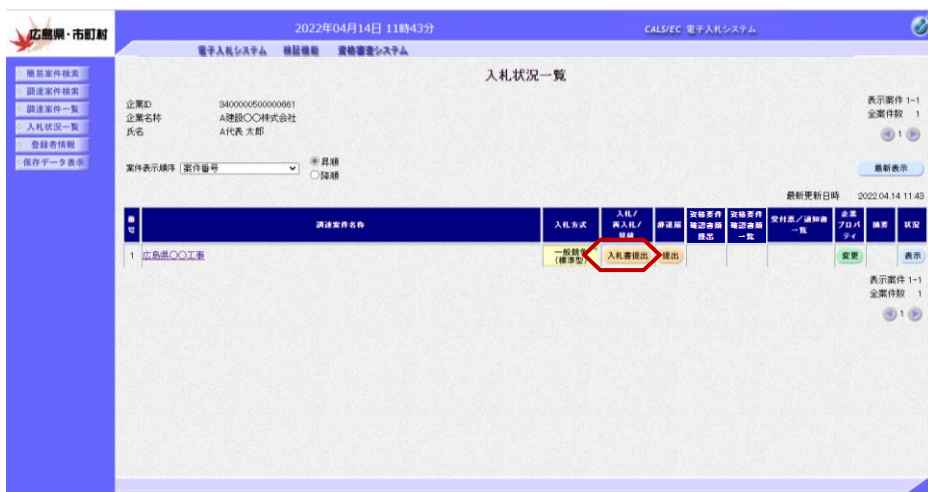 広島県・市町村
2022年04月14日 11時43分
CALS/EC 電子入札システム
電子入札システム 検証機能 資格審査システム
簡易案件検索
調達案件検索
調達案件一覧
入札状況一覧
登録者情報
保存データ表示
入札状況一覧
企業ID 3400000500000661
企業名称 A建設〇〇株式会社
氏名 A代表 太郎
表示案件 1-1
全案件数 1
1
案件表示順序 案件番号
昇順
降順
最新表示
最新更新日時 2022.04.14 11:43
番号 調達案件名称 入札方式 入札/再入札/見積 辞退届 資格要件確認書類提出 資格要件確認書類一覧 受付票/通知書一覧 企業プロパティ 摘要 状況
1 広島県〇〇工事 一般競争(標準型) 入札書提出 提出 変更 表示
表示案件 1-1
全案件数 1
1